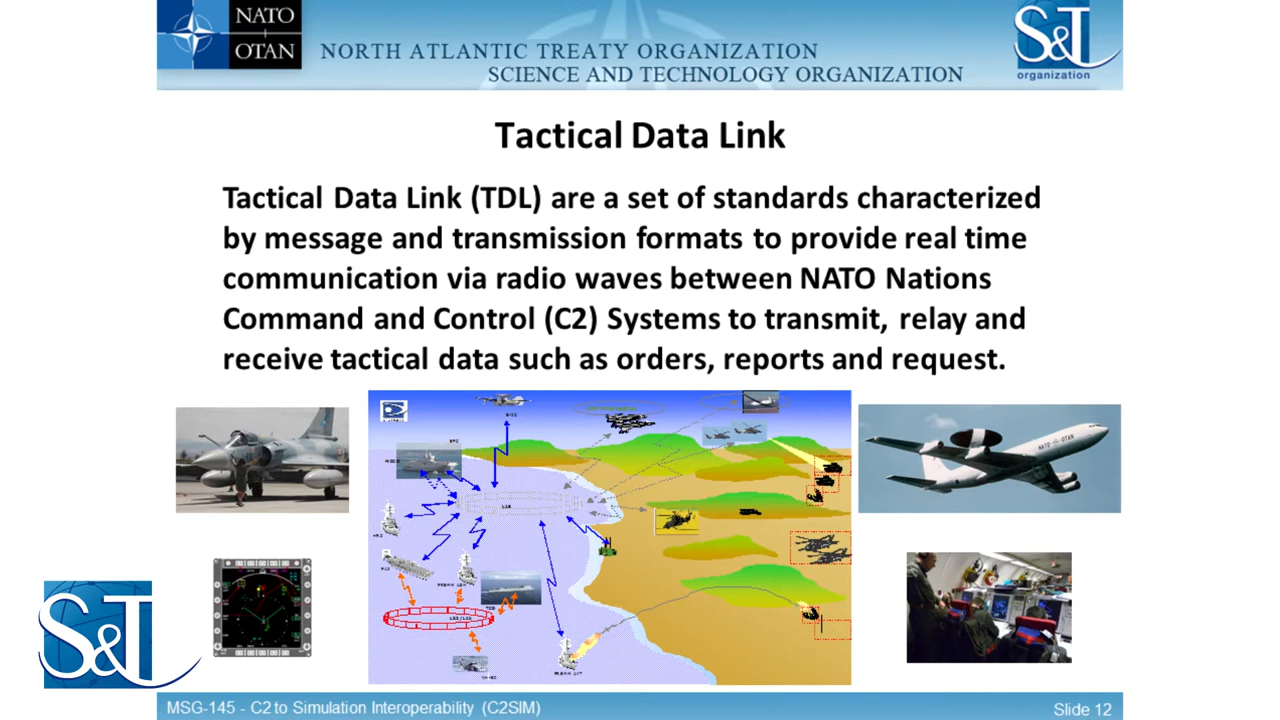 NATO
OTAN
NORTH ATLANTIC TREATY ORGANIZATION
SCIENCE AND TECHNOLOGY ORGANIZATION
S&T
organization
Tactical Data Link
Tactical Data Link (TDL) are a set of standards characterized
by message and transmission formats to provide real time
communication via radio waves between NATO Nations
Command and Control (C2) Systems to transmit, relay and
receive tactical data such as orders, reports and request.
NATO OTAN
S&T
MSG-145 - C2 to Simulation Interoperability (C2SIM)
Slide 12